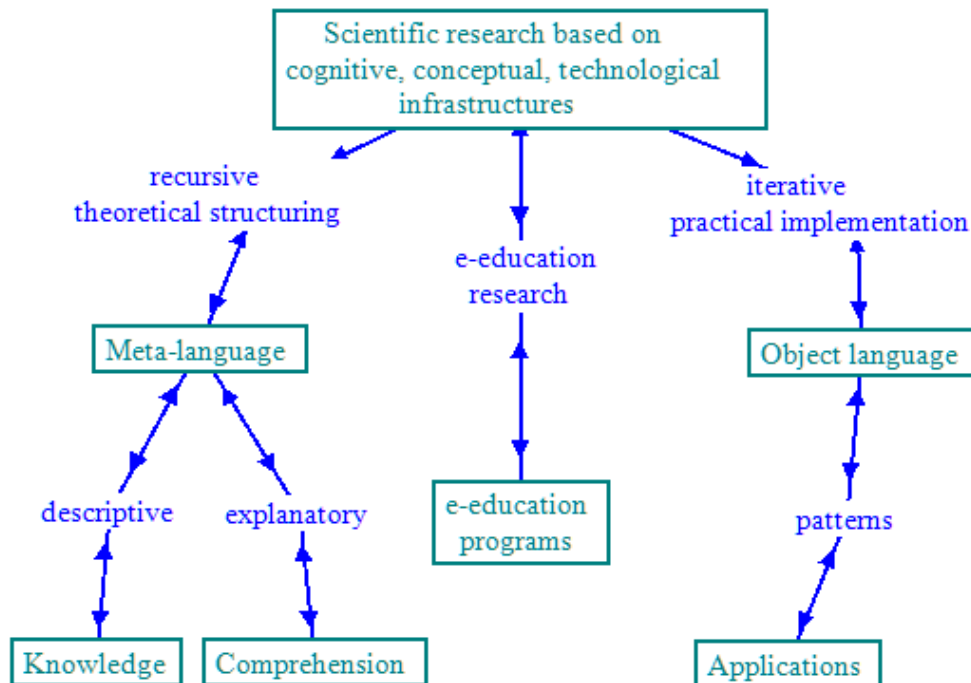 Scientific research based on
cognitive, conceptual, technological
infrastructures
recursive
theoretical structuring
iterative
practical implementation
e-education
research
Meta-language
Object language
descriptive
explanatory
e-education
programs
patterns
Knowledge
Comprehension
Applications